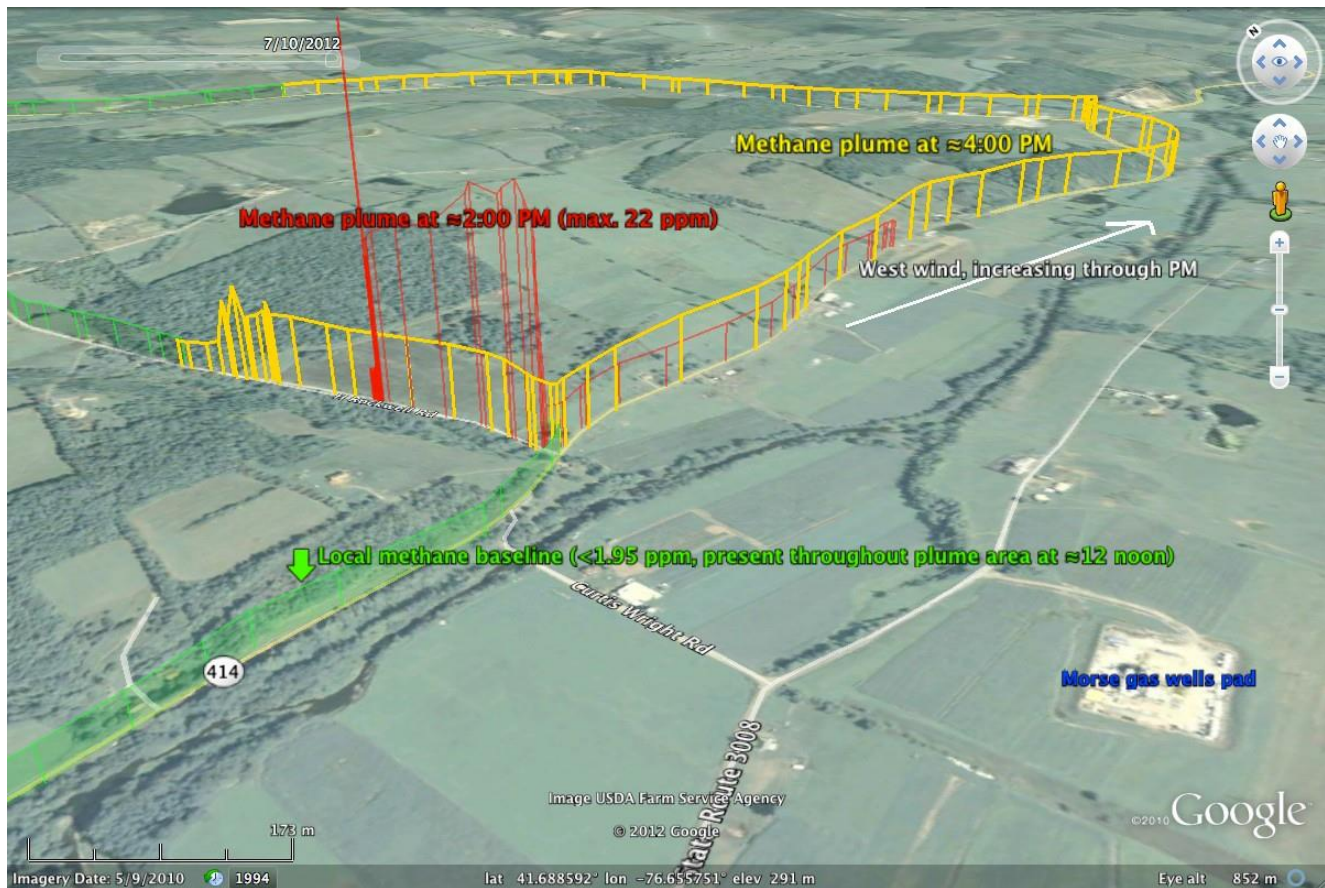 7/10/2012
N
Methane plume at ≈4:00 PM
Methane plume at ≈2:00 PM (max. 22 ppm)
West wind, increasing through PM
Rockwell Rd
Local methane baseline (<1.95 ppm, present throughout plume area at ≈12 noon)
Curtis Wright Rd
414
Morse gas wells pad
State Route 3008
Image USDA Farm Service Agency
© 2012 Google
©2010 Google
173 m
Imagery Date: 5/9/2010 1994 lat 41.688592° lon -76.655751° elev 291 m Eye alt 852 m